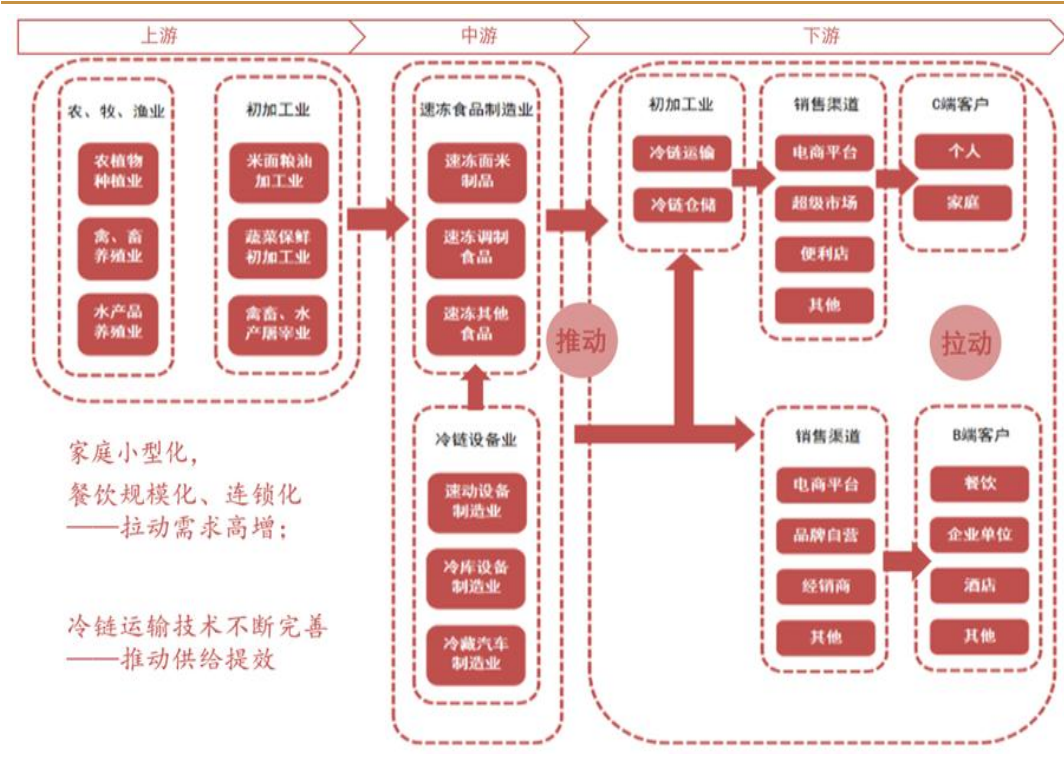 上游
中游
下游
农、牧、渔业
农植物
种植业
禽、畜
养殖业
水产品
养殖业
初加工业
米面粮油
加工业
蔬菜保鲜
初加工业
禽畜、水
产屠宰业
速冻食品制造业
速冻面米
制品
速冻调制
食品
速冻其他
食品
冷链设备业
速动设备
制造业
冷库设备
制造业
冷藏汽车
制造业
推动
初加工业
冷链运输
冷链仓储
销售渠道
电商平台
超级市场
便利店
其他
C端客户
个人
家庭
拉动
销售渠道
电商平台
品牌自营
经销商
其他
B端客户
餐饮
企业单位
酒店
其他
家庭小型化，
餐饮规模化、连锁化
——拉动需求高增；
冷链运输技术不断完善
——推动供给提效